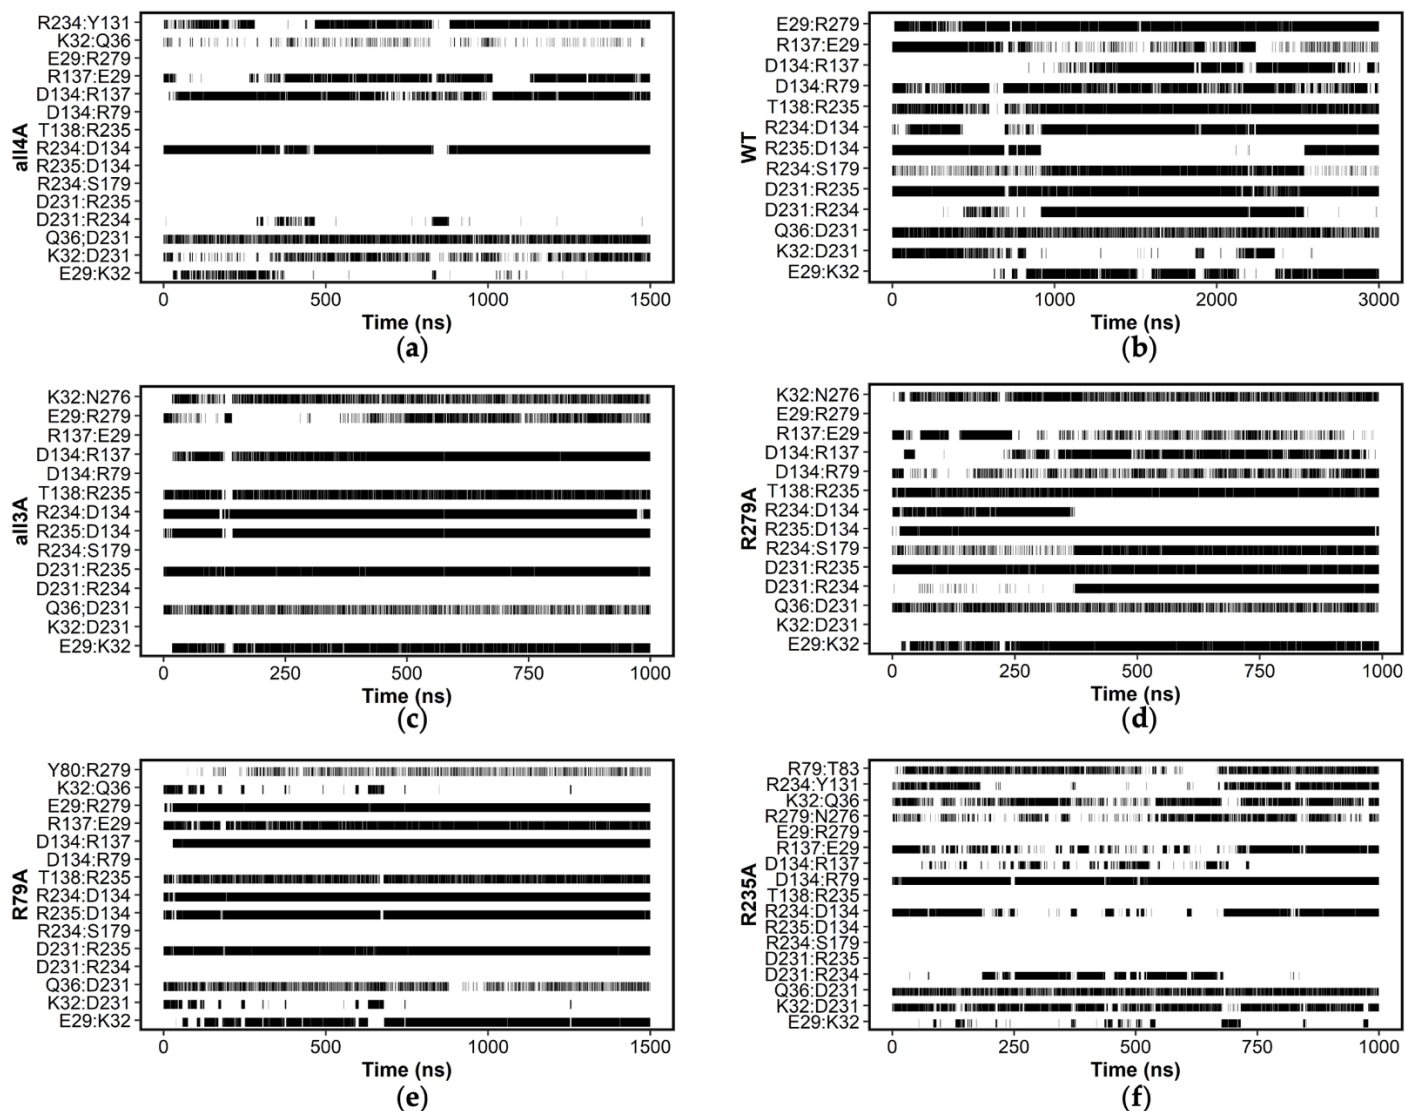 all4A
R234:Y131
K32:Q36
E29:R279
R137:E29
D134:R137
D134:R79
T138:R235
R234:D134
R235:D134
R234:S179
D231:R235
D231:R234
Q36;D231
K32:D231
E29:K32
0 500 1000 1500
Time (ns)
(a)
WT
E29:R279
R137:E29
D134:R137
D134:R79
T138:R235
R234:D134
R235:D134
R234:S179
D231:R235
D231:R234
Q36:D231
K32:D231
E29:K32
0 1000 2000 3000
Time (ns)
(b)
all3A
K32:N276
E29:R279
R137:E29
D134:R137
D134:R79
T138:R235
R234:D134
R235:D134
R234:S179
D231:R235
D231:R234
Q36;D231
K32:D231
E29:K32
0 250 500 750 1000
Time (ns)
(c)
R279A
K32:N276
E29:R279
R137:E29
D134:R137
D134:R79
T138:R235
R234:D134
R235:D134
R234:S179
D231:R235
D231:R234
Q36:D231
K32:D231
E29:K32
0 250 500 750 1000
Time (ns)
(d)
R79A
Y80:R279
K32:Q36
E29:R279
R137:E29
D134:R137
D134:R79
T138:R235
R234:D134
R235:D134
R234:S179
D231:R235
D231:R234
Q36:D231
K32:D231
E29:K32
0 500 1000 1500
Time (ns)
(e)
R235A
R79:T83
R234:Y131
K32:Q36
R279:N276
E29:R279
R137:E29
D134:R137
D134:R79
T138:R235
R234:D134
R235:D134
R234:S179
D231:R235
D231:R234
Q36:D231
K32:D231
E29:K32
0 250 500 750 1000
Time (ns)
(f)